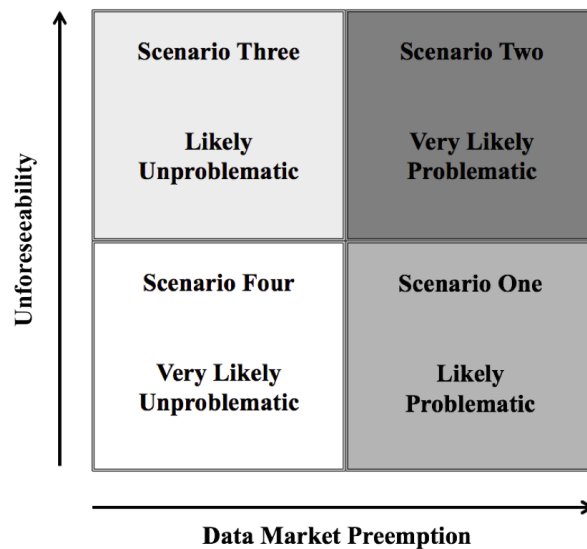 Unforeseeability
Scenario Three
Likely
Unproblematic
Scenario Two
Very Likely
Problematic
Scenario Four
Very Likely
Unproblematic
Scenario One
Likely
Problematic
Data Market Preemption